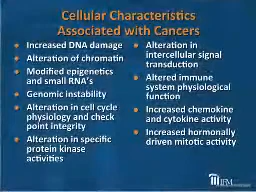 Cellular Characteristics
Associated with Cancers
Increased DNA damage
Alteration of chromatin
Modified epigenetics
and small RNA's
Genomic instability
Alteration in cell cycle
physiology and check
point integrity
Alteration in specific
protein kinase
activities
Alteration in
intercellular signal
transduction
Altered immune
system physiological
function
Increased chemokine
and cytokine activity
Increased hormonally
driven mitotic activity
IFM